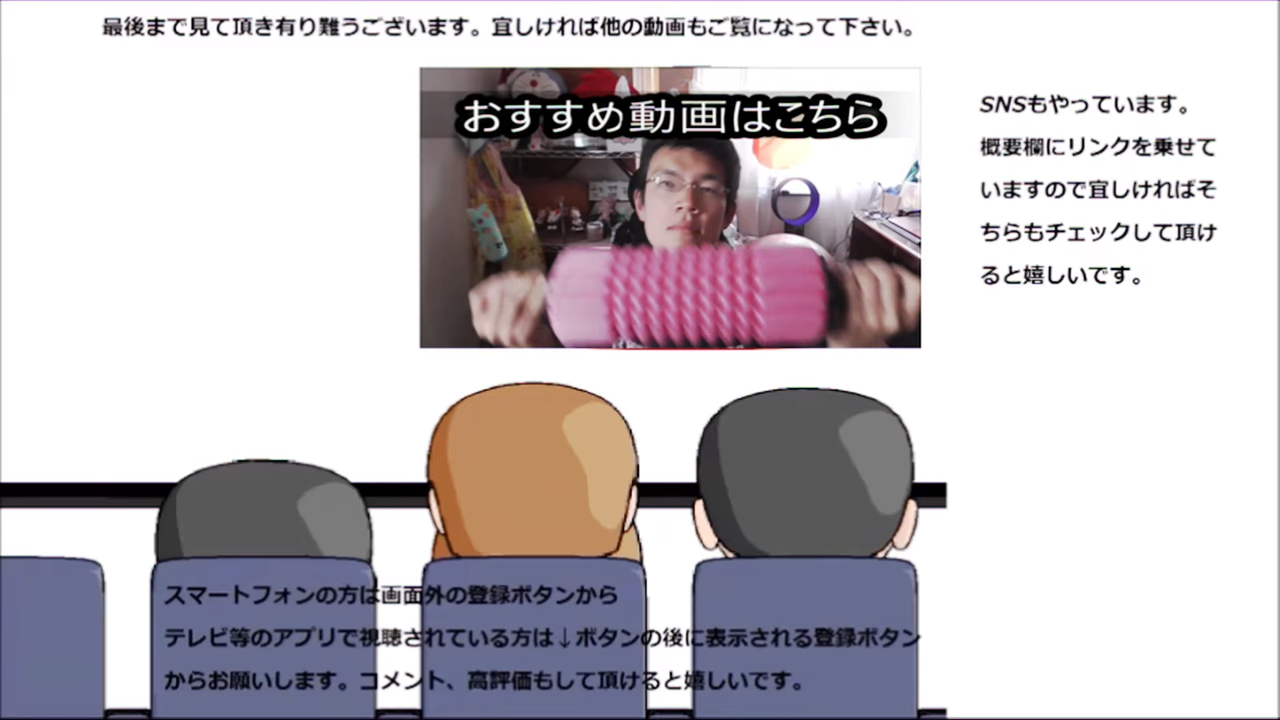 最後まで見て頂き有り難うございます。宜しければ他の動画もご覧になって下さい。
おすすめ動画はこちら
SNSもやっています。
概要欄にリンクを乗せて
いますので宜しければそ
ちらもチェックして頂け
ると嬉しいです。
スマートフォンの方は画面外の登録ボタンから
テレビ等のアプリで視聴されている方は↓ボタンの後に表示される登録ボタン
からお願いします。コメント、高評価もして頂けると嬉しいです。